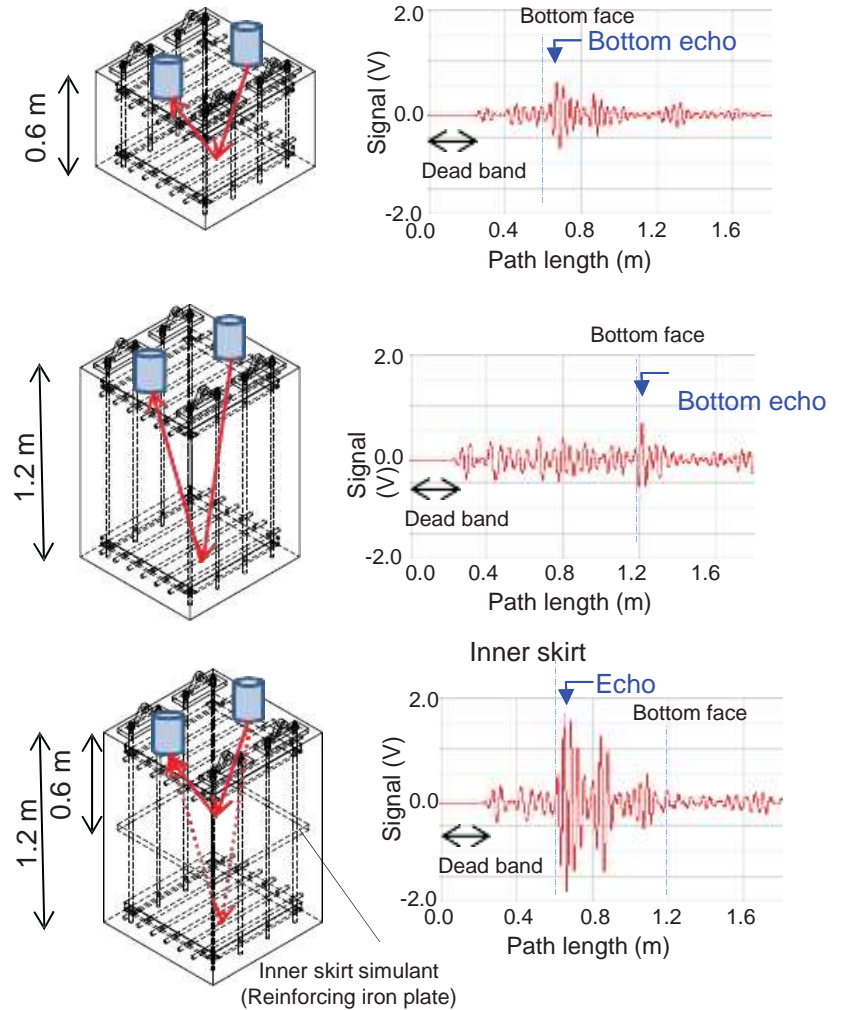 0.6 m
Signal (V)
2.0
0.0
-2.0
Bottom face
Bottom echo
Dead band
0.0 0.4 0.8 1.2 1.6
Path length (m)
1.2 m
Signal
(V)
2.0
0.0
-2.0
Bottom face
Bottom echo
Dead band
0.0 0.4 0.8 1.2 1.6
Path length (m)
1.2 m
0.6 m
Inner skirt simulant
(Reinforcing iron plate)
Inner skirt
Echo
Bottom face
Signal (V)
2.0
0.0
-2.0
Dead band
0.0 0.4 0.8 1.2 1.6
Path length (m)